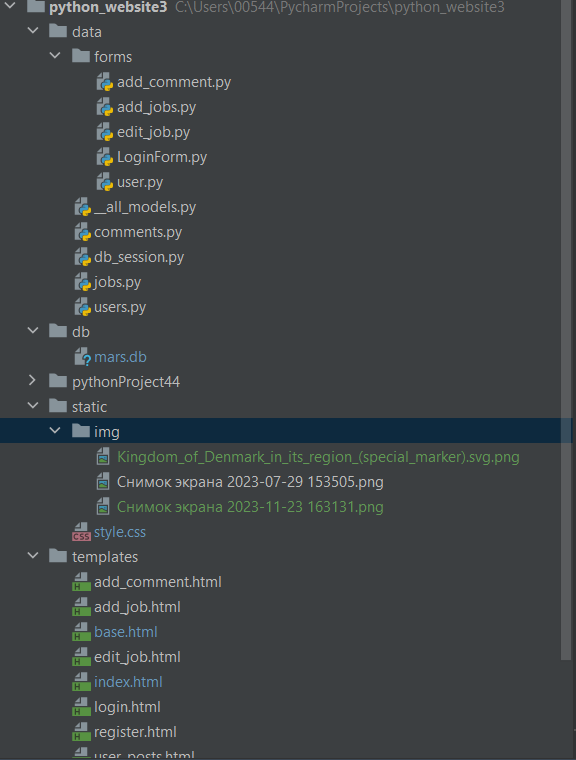 python_website3 C:\Users\00544\PycharmProjects\python_website3
data
forms
add_comment.py
add_jobs.py
edit_job.py
LoginForm.py
user.py
__all_models.py
comments.py
db_session.py
jobs.py
users.py
db
mars.db
pythonProject44
static
img
Kingdom_of_Denmark_in_its_region_(special_marker).svg.png
Снимок экрана 2023-07-29 153505.png
Снимок экрана 2023-11-23 163131.png
style.css
templates
add_comment.html
add_job.html
base.html
edit_job.html
index.html
login.html
register.html
user_posts.html